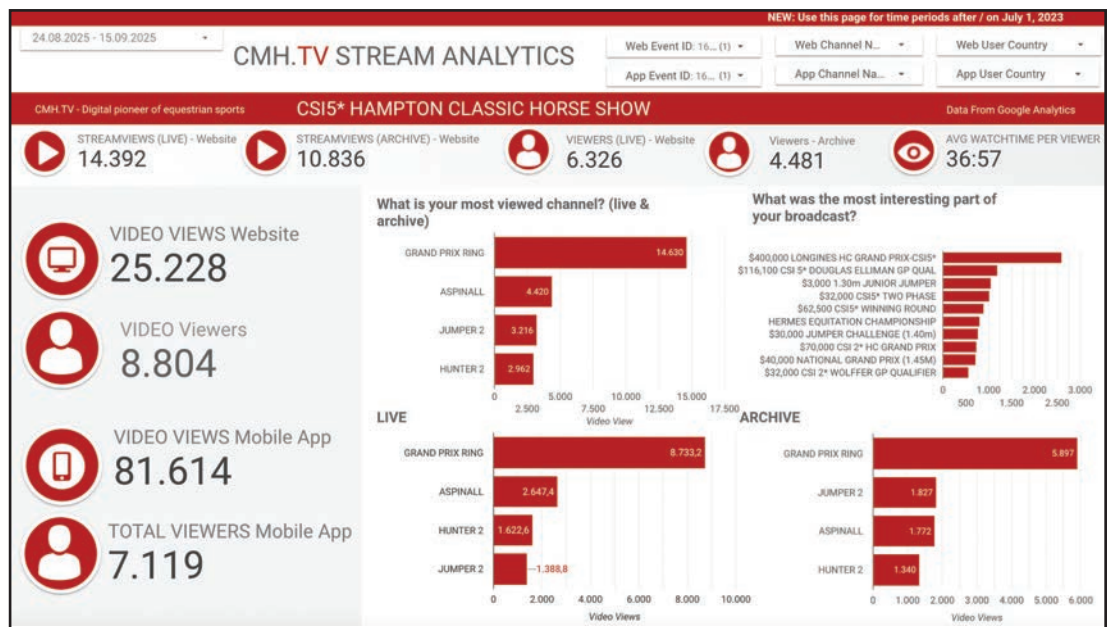 NEW: Use this page for time periods after / on July 1, 2023
24.08.2025 - 15.09.2025
CMH.TV STREAM ANALYTICS
Web Event ID: 16... (1)
Web Channel N...
Web User Country
App Event ID: 16... (1)
App Channel Na...
App User Country
CMH.TV - Digital pioneer of equestrian sports
CSI5* HAMPTON CLASSIC HORSE SHOW
Data From Google Analytics
STREAMVIEWS (LIVE) - Website
14.392
STREAMVIEWS (ARCHIVE) - Website
10.836
VIEWERS (LIVE) - Website
6.326
Viewers - Archive
4.481
AVG WATCHTIME PER VIEWER
36:57
VIDEO VIEWS Website
25.228
VIDEO Viewers
8.804
VIDEO VIEWS Mobile App
81.614
TOTAL VIEWERS Mobile App
7.119
What is your most viewed channel? (live &
archive)
GRAND PRIX RING
14.630
ASPINALL
4.420
JUMPER 2
3.216
HUNTER 2
2.962
0 5.000 10.000 15.000
2.500 7.500 12.500 17.500
Video View
What was the most interesting part of
your broadcast?
$400,000 LONGINES HC GRAND PRIX-CSI5*
$116,100 CSI 5* DOUGLAS ELLIMAN GP QUAL
$3,000 1.30m JUNIOR JUMPER
$32,000 CSI5* TWO PHASE
$62,500 CSI5* WINNING ROUND
HERMES EQUITATION CHAMPIONSHIP
$30,000 JUMPER CHALLENGE (1.40m)
$70,000 CSI 2* HC GRAND PRIX
$40,000 NATIONAL GRAND PRIX (1.45M)
$32,000 CSI 2* WOLFFER GP QUALIFIER
0 1.000 2.000 3.000
500 1.500 2.500
LIVE
GRAND PRIX RING
8.733,2
ASPINALL
2.647,4
HUNTER 2
1.622,6
JUMPER 2
1.388,8
0 2.000 4.000 6.000 8.000 10.000
Video Views
ARCHIVE
GRAND PRIX RING
5.897
JUMPER 2
1.827
ASPINALL
1.772
HUNTER 2
1.340
0 1.000 2.000 3.000 4.000 5.000 6.000
Video Views